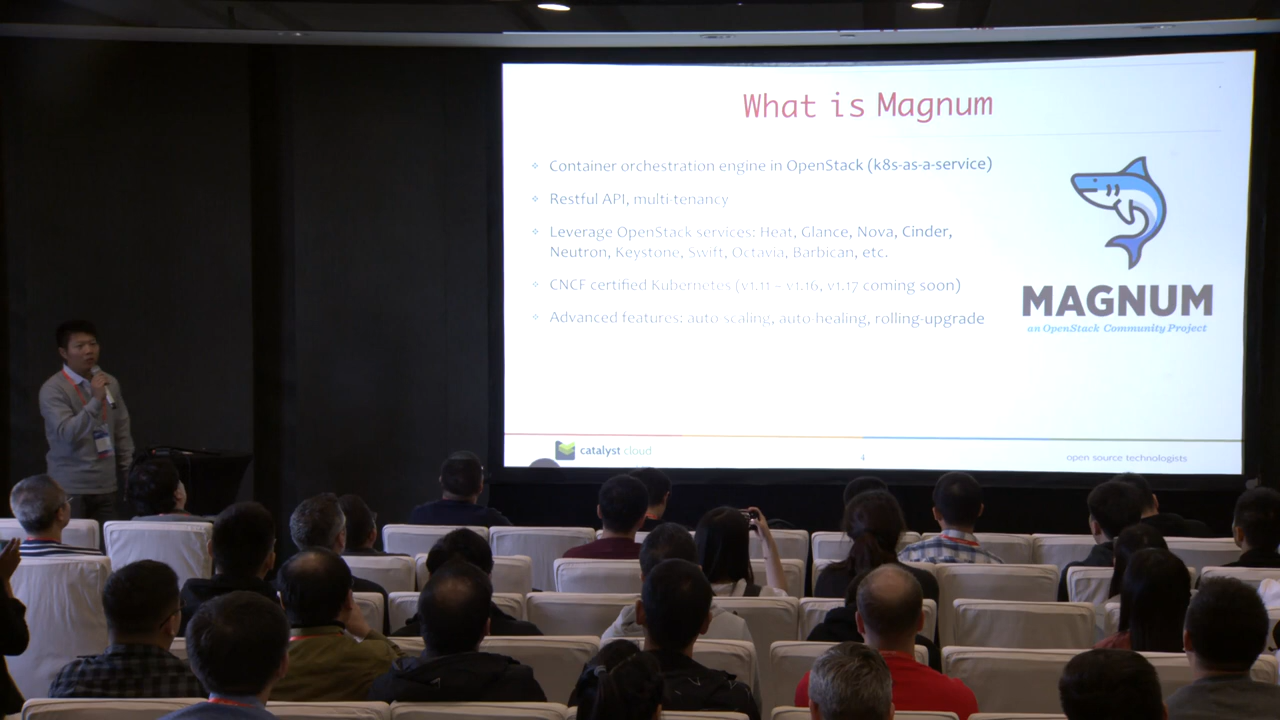 What is Magnum
Container orchestration engine in OpenStack (k8s-as-a-service)
Restful API, multi-tenancy
Leverage OpenStack services: Heat, Glance, Nova, Cinder,
Neutron, Keystone, Swift, Octavia, Barbican, etc.
CNCF certified Kubernetes (v1.11 – v1.16, v1.17 coming soon)
Advanced features: auto-scaling, auto-healing, rolling-upgrade
MAGNUM
an OpenStack Community Project
catalyst cloud
4
open source technologists